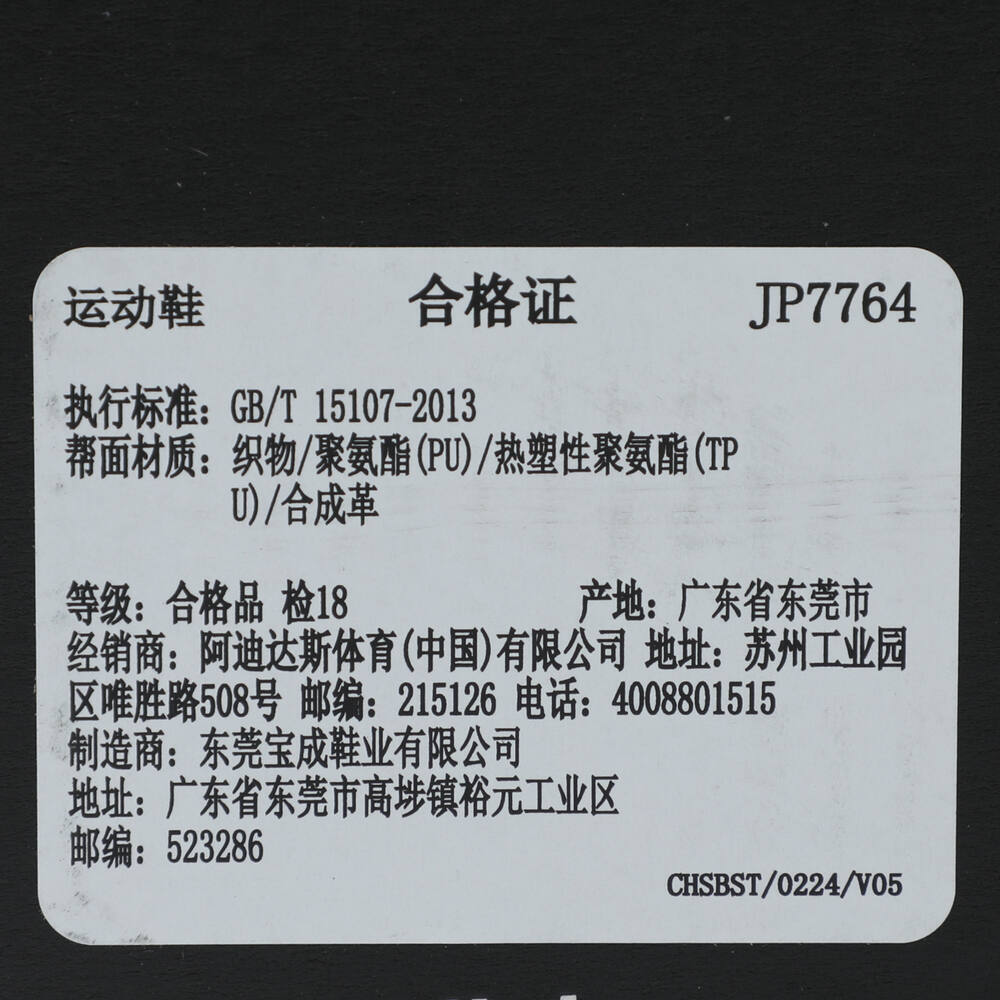 运动鞋 合格证 JP7764
执行标准：GB/T 15107-2013
帮面材质：织物/聚氨酯(PU)/热塑性聚氨酯(TP
U)/合成革
等级：合格品 检18 产地：广东省东莞市
经销商：阿迪达斯体育(中国)有限公司 地址：苏州工业园
区唯胜路508号 邮编：215126 电话：4008801515
制造商：东莞宝成鞋业有限公司
地址：广东省东莞市高埗镇裕元工业区
邮编：523286
CHSBST/0224/V05